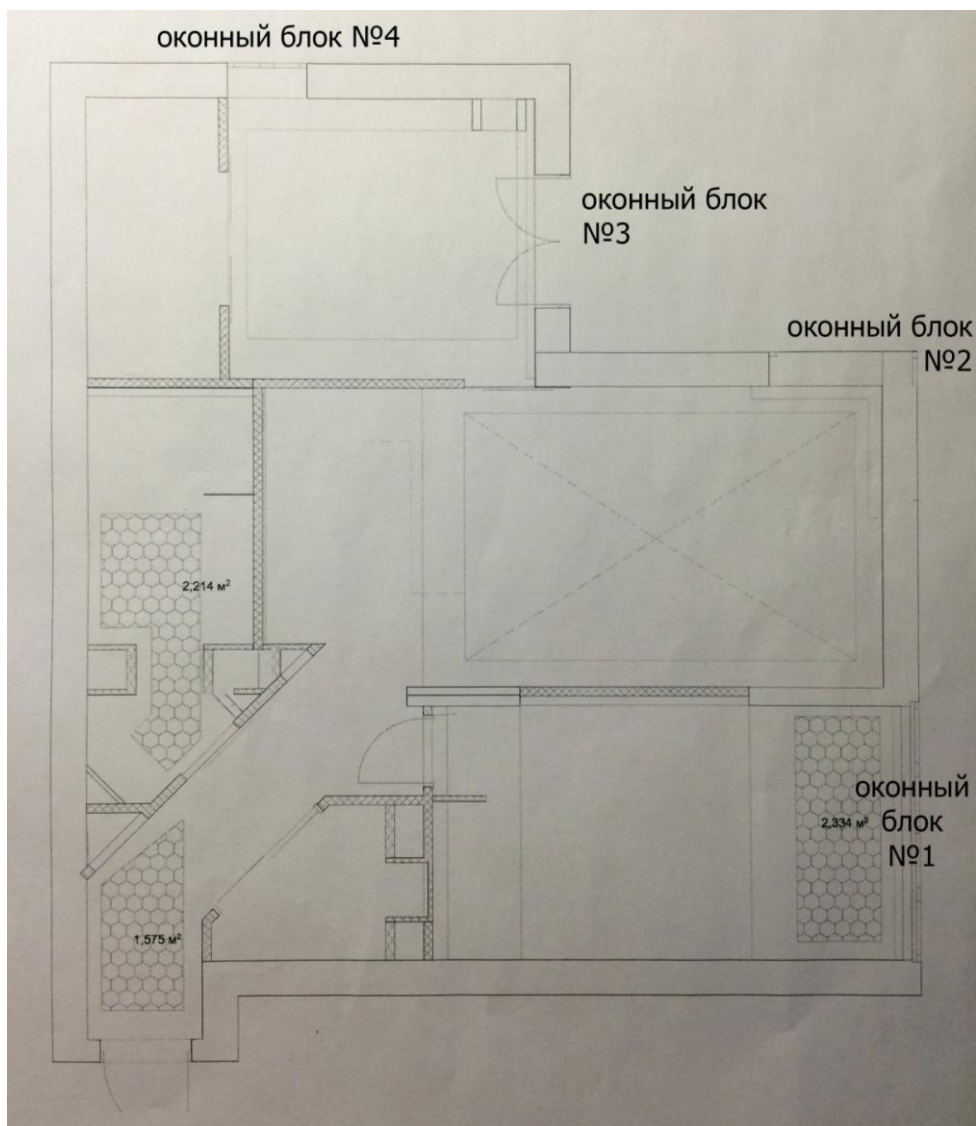 оконный блок №4
оконный блок
№3
оконный блок
№2
2,214 м²
оконный
2,334 м² блок
№1
1,575 м²